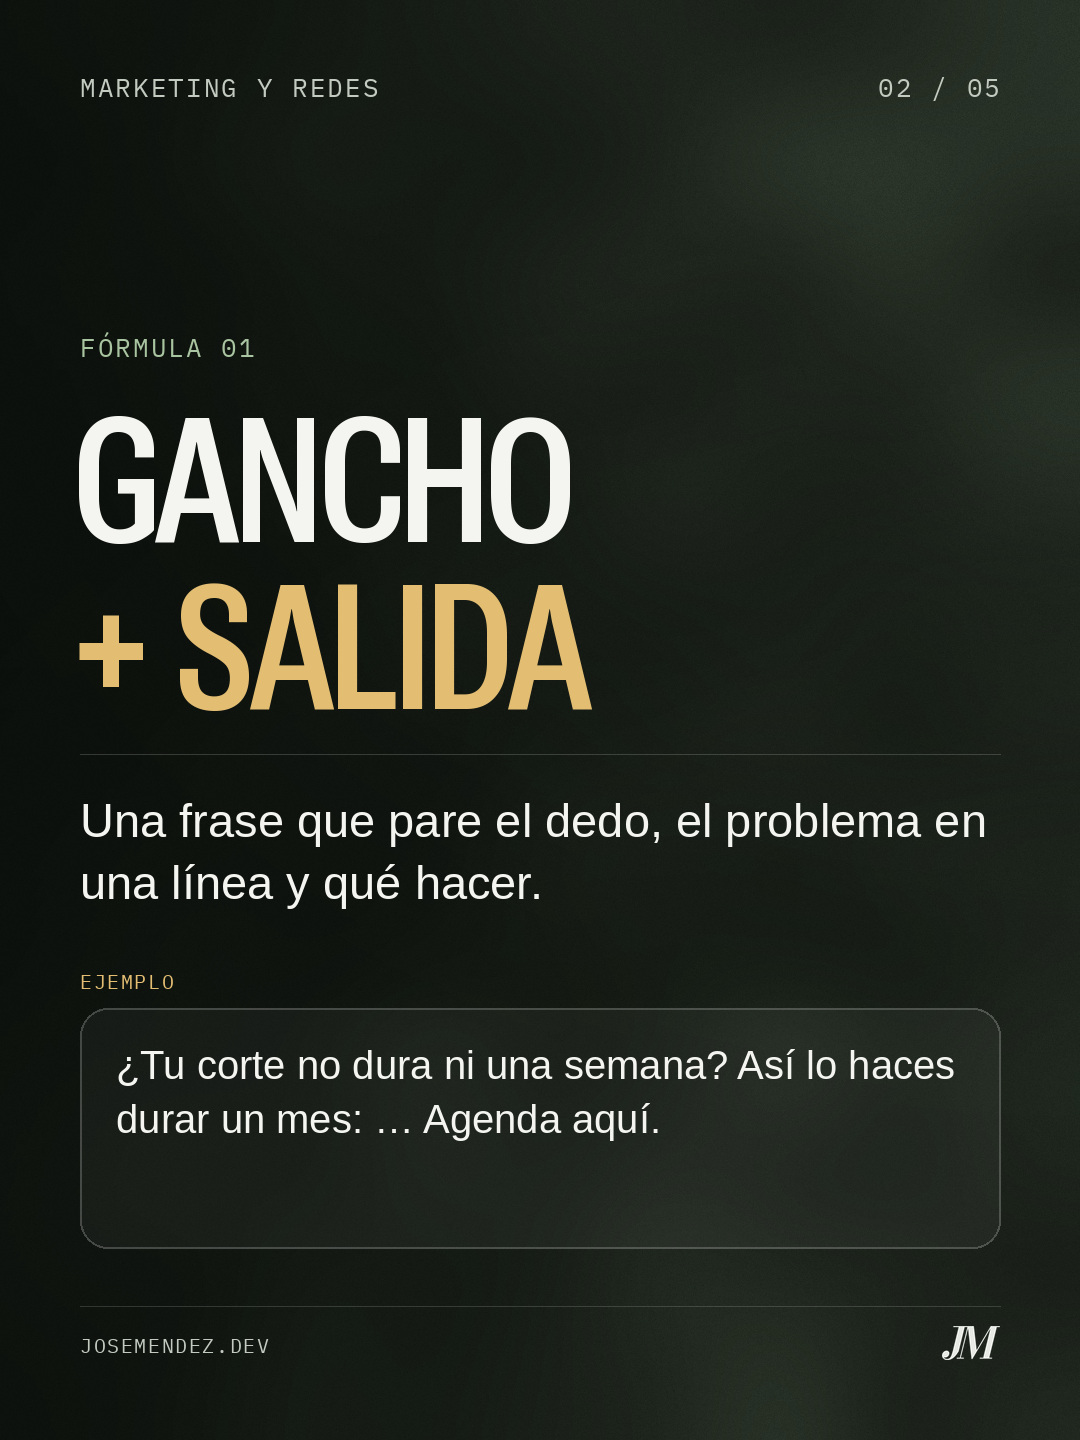 MARKETING Y REDES
02 / 05
FÓRMULA 01
GANCHO
+ SALIDA
Una frase que pare el dedo, el problema en
una línea y qué hacer.
EJEMPLO
¿Tu corte no dura ni una semana? Así lo haces
durar un mes: … Agenda aquí.
JOSEMENDEZ.DEV
JM